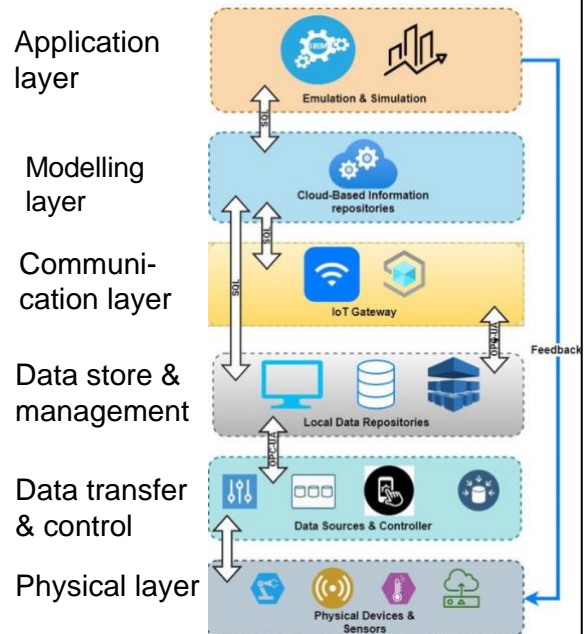 Application
layer
SIEM
Emulation & Simulation
SQL
Modelling
layer
Cloud-Based Information
repositories
SQL
SQL
Communi-
cation layer
IoT Gateway
OPC-UA
Feedback
Data store &
management
Local Data Repositories
OPC-UA
Data transfer
& control
Data Sources & Controller
Physical layer
Physical Devices &
Sensors